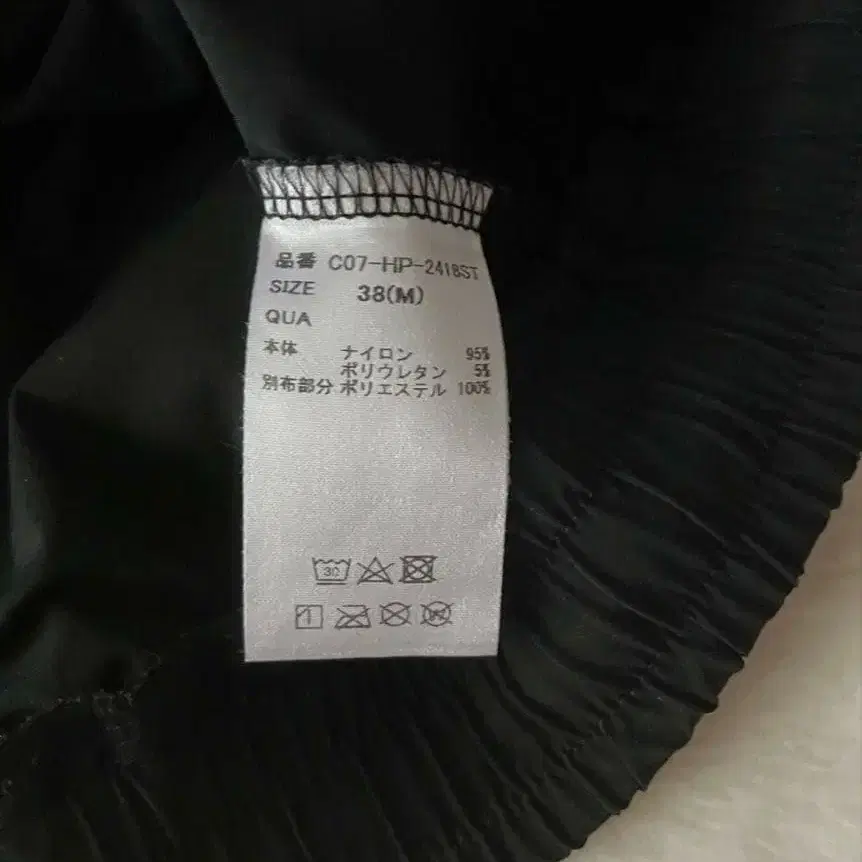 品番 C07-HP-2418ST
SIZE 38(M)
QUA
本体 ナイロン 95%
ポリウレタン 5%
別布部分 ポリエステル 100%
30
W